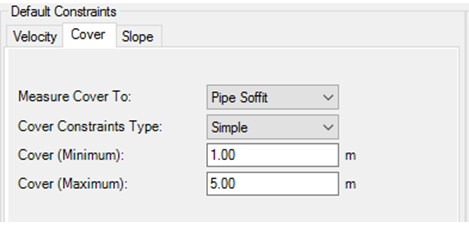 Default Constraints
Velocity Cover Slope
Measure Cover To: Pipe Soffit
Cover Constraints Type: Simple
Cover (Minimum): 1.00 m
Cover (Maximum): 5.00 m